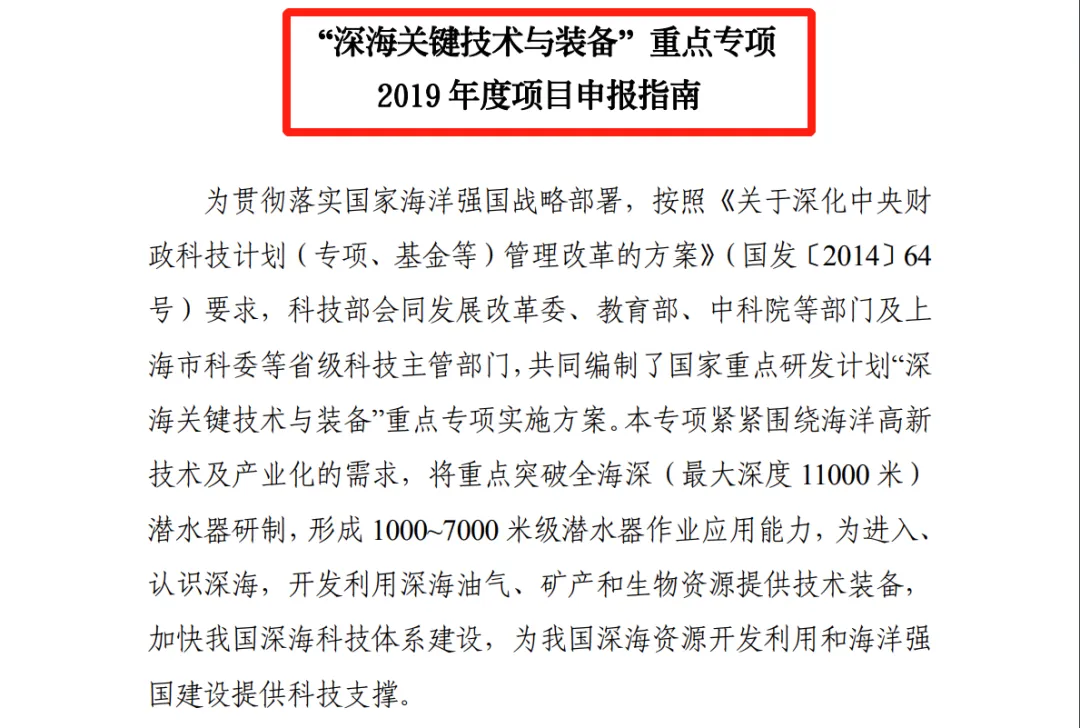 “深海关键技术与装备”重点专项
2019 年度项目申报指南
为贯彻落实国家海洋强国战略部署，按照《关于深化中央财
政科技计划（专项、基金等）管理改革的方案》（国发〔2014〕64
号）要求，科技部会同发展改革委、教育部、中科院等部门及上
海市科委等省级科技主管部门，共同编制了国家重点研发计划“深
海关键技术与装备”重点专项实施方案。本专项紧紧围绕海洋高新
技术及产业化的需求，将重点突破全海深（最大深度 11000 米）
潜水器研制，形成 1000~7000 米级潜水器作业应用能力，为进入、
认识深海，开发利用深海油气、矿产和生物资源提供技术装备，
加快我国深海科技体系建设，为我国深海资源开发利用和海洋强
国建设提供科技支撑。